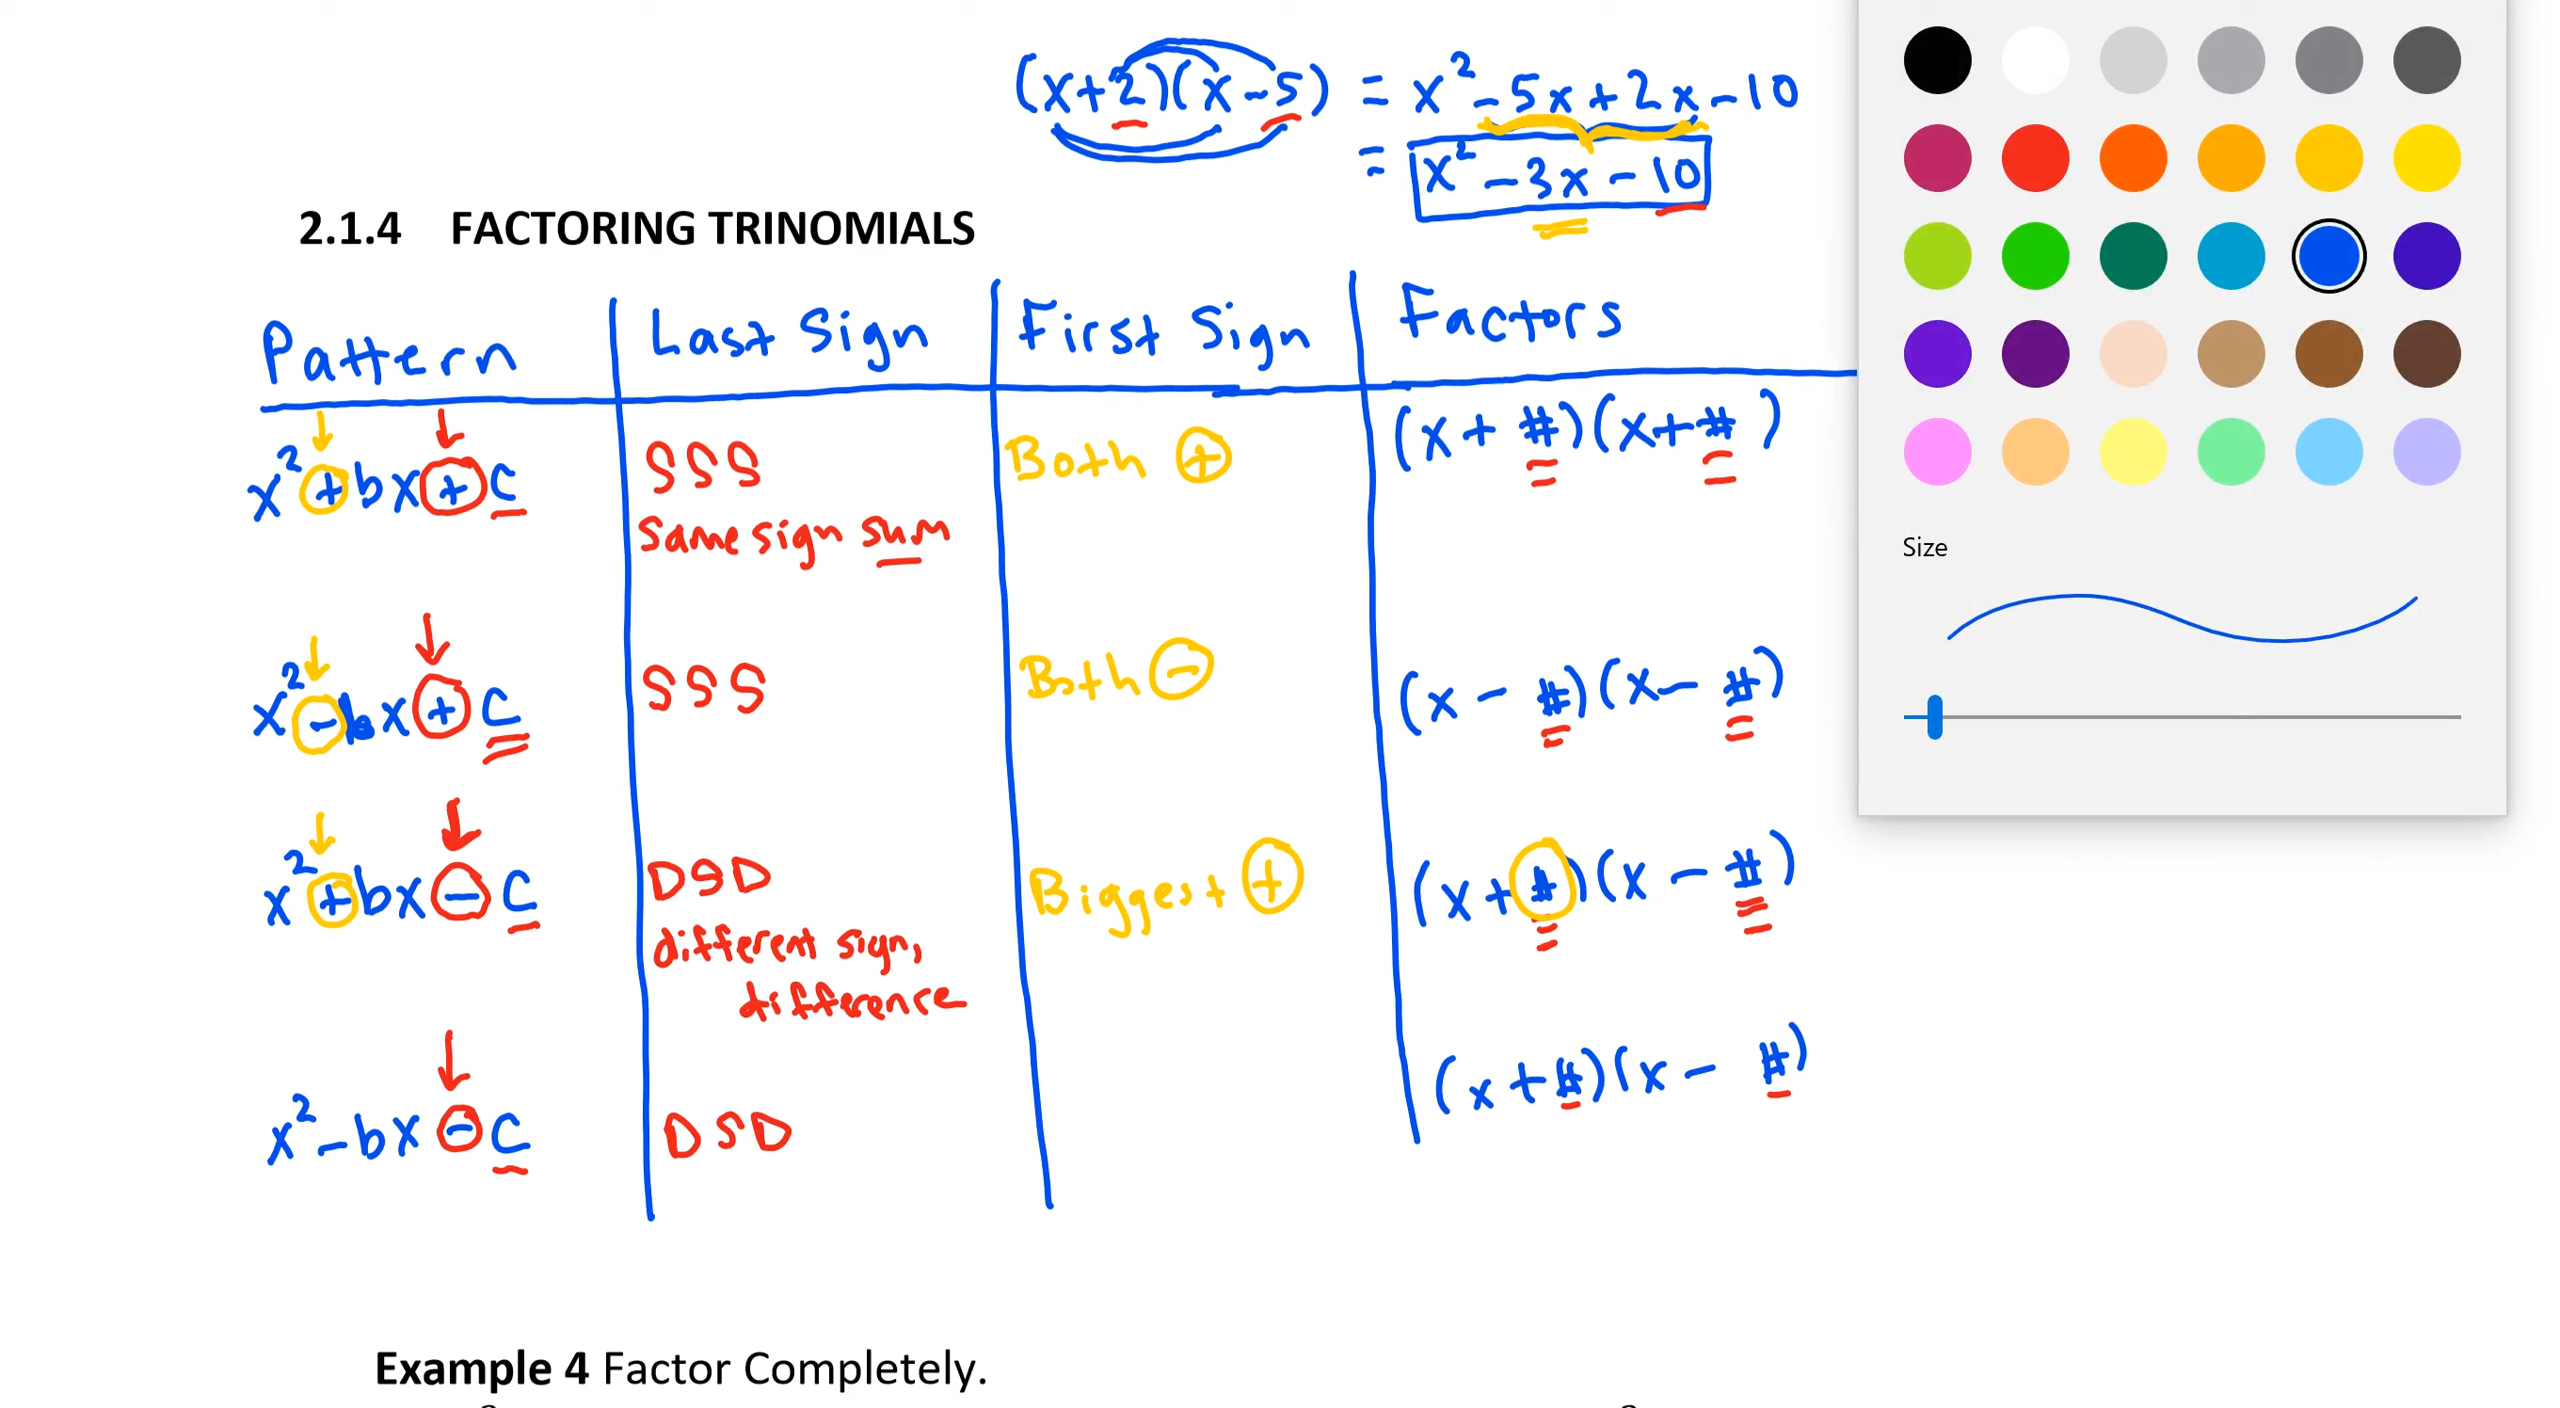 (x+2)(x-5) = x² - 5x + 2x - 10
= x² - 3x - 10
2.1.4 FACTORING TRINOMIALS
Pattern Last Sign First Sign Factors
x² + bx + c SSS Both + (x + #)(x + #)
same sign sum
x² - bx + c SSS Both - (x - #)(x - #)
x² + bx - c DSD Biggest + (x + #)(x - #)
different sign,
difference
x² - bx - c DSD (x + #)(x - #)
Example 4 Factor Completely.
Size